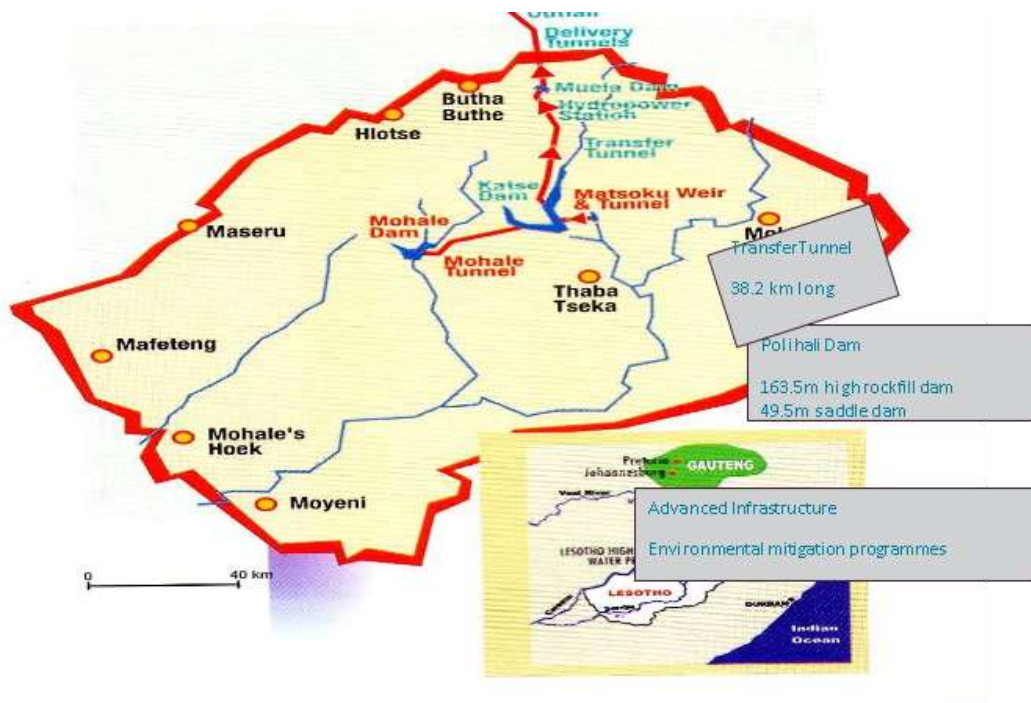 Delivery
Tunnels
Muela Dam
Hydropower
Station
Butha
Buthe
Hlotse
Transfer
Tunnel
Katse
Dam
Matsoku Weir
& Tunnel
Mohale
Dam
Maseru
Mohale
Tunnel
Thaba
Tseka
Transfer Tunnel
38.2 km long
Mafeteng
Polihali Dam
163.5m high rockfill dam
49.5m saddle dam
Mohale's
Hoek
Moyeni
0 40 km
Pretoria
Johannesburg
GAUTENG
Vaal River
Advanced Infrastructure
Environmental mitigation programmes
LESOTHO HIGH
WATER
LESOTHO
DURBAN
Indian
Ocean